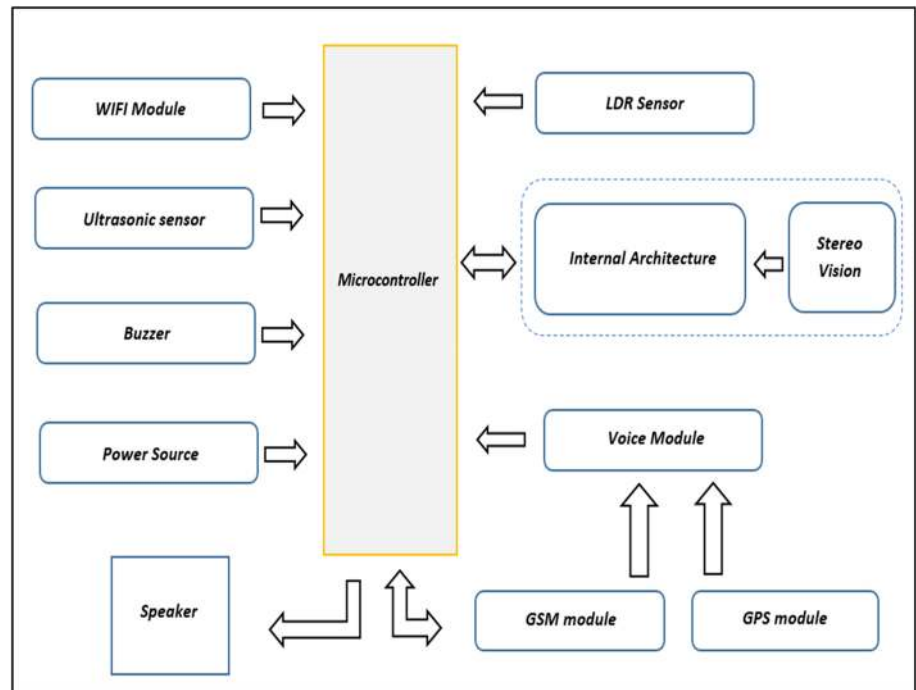 WIFI Module
LDR Sensor
Ultrasonic sensor
Internal Architecture
Stereo
Vision
Microcontroller
Buzzer
Voice Module
Power Source
Speaker
GSM module
GPS module